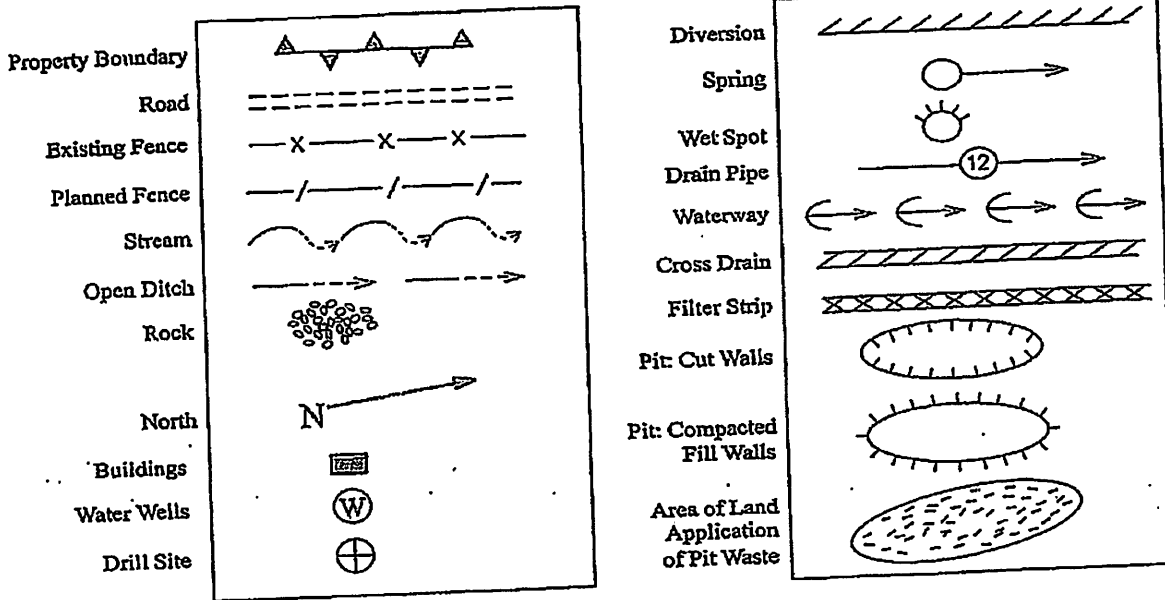 Property Boundary
Road
Existing Fence
X X X
Planned Fence
Stream
Open Ditch
Rock
North
N
Buildings
Water Wells
W
Drill Site
Diversion
Spring
Wet Spot
Drain Pipe
12
Waterway
Cross Drain
Filter Strip
Pit: Cut Walls
Pit: Compacted
Fill Walls
Area of Land
Application
of Pit Waste